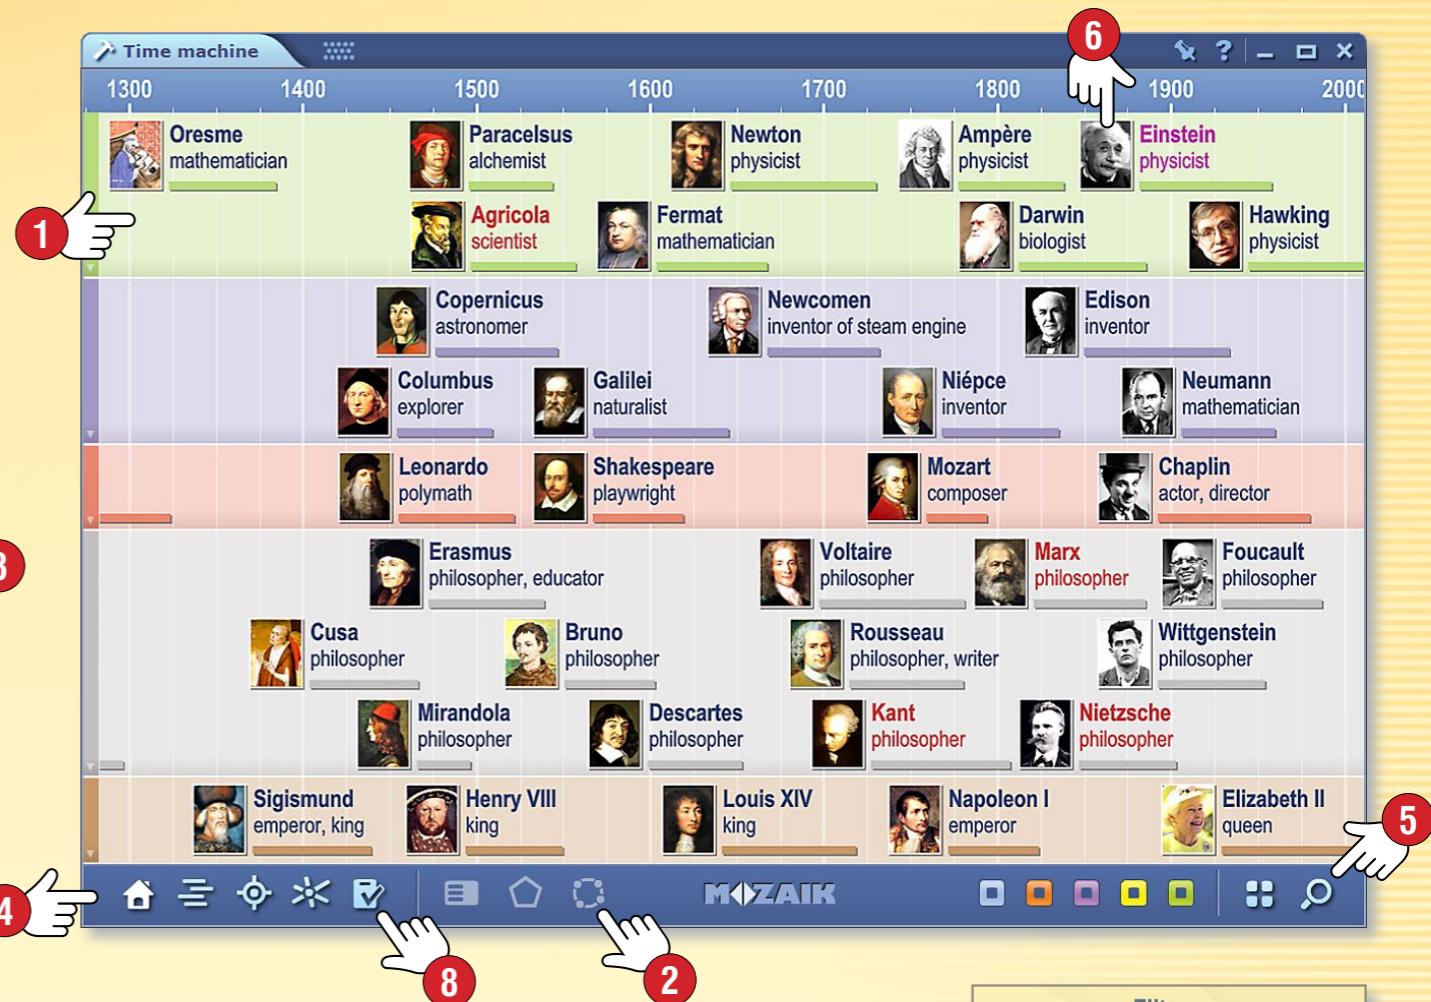 6
Time machine
?
1300 1400 1500 1600 1700 1800 1900 2000
Oresme
mathematician
Paracelsus
alchemist
Newton
physicist
Ampère
physicist
Einstein
physicist
1
Agricola
scientist
Fermat
mathematician
Darwin
biologist
Hawking
physicist
Copernicus
astronomer
Newcomen
inventor of steam engine
Edison
inventor
Columbus
explorer
Galilei
naturalist
Niépce
inventor
Neumann
mathematician
Leonardo
polymath
Shakespeare
playwright
Mozart
composer
Chaplin
actor, director
Erasmus
philosopher, educator
Voltaire
philosopher
Marx
philosopher
Foucault
philosopher
Cusa
philosopher
Bruno
philosopher
Rousseau
philosopher, writer
Wittgenstein
philosopher
Mirandola
philosopher
Descartes
philosopher
Kant
philosopher
Nietzsche
philosopher
Sigismund
emperor, king
Henry VIII
king
Louis XIV
king
Napoleon I
emperor
Elizabeth II
queen
5
4
MOZAIK
8
2